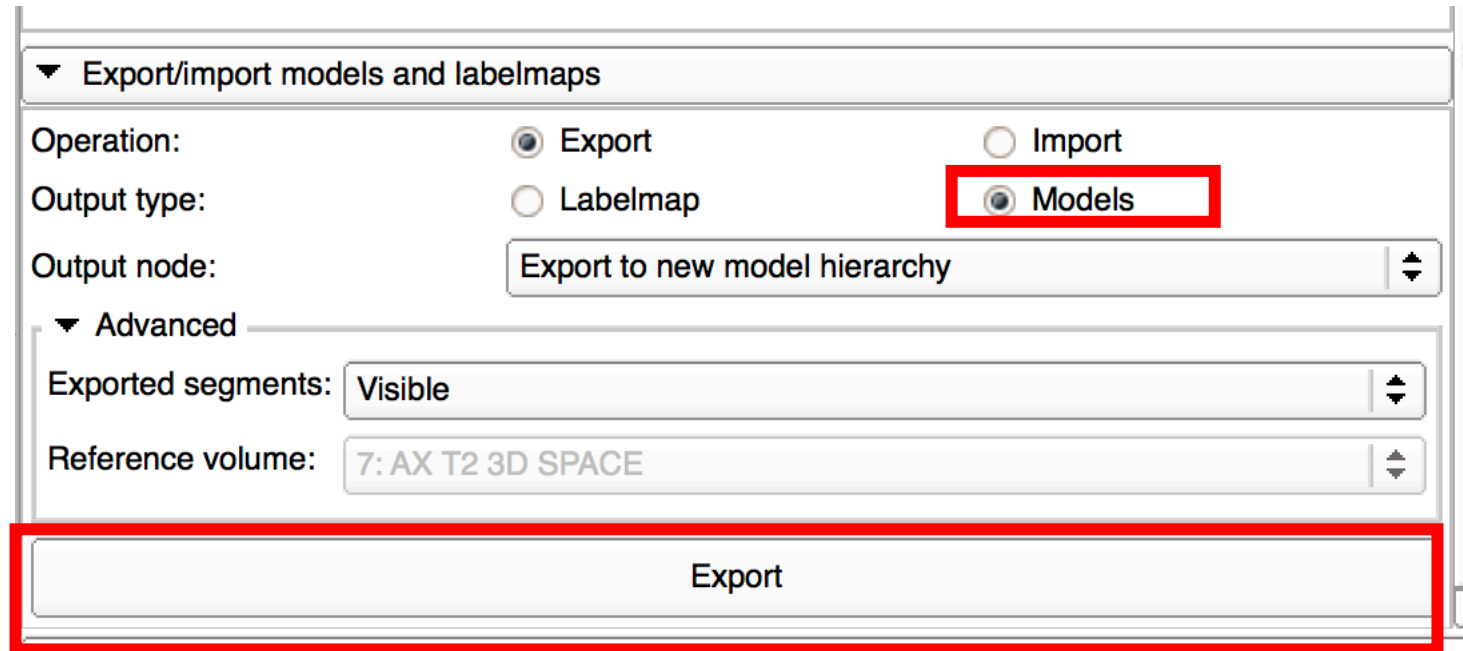 Export/import models and labelmaps
Operation: Export Import
Output type: Labelmap Models
Output node: Export to new model hierarchy
Advanced
Exported segments: Visible
Reference volume: 7: AX T2 3D SPACE
Export